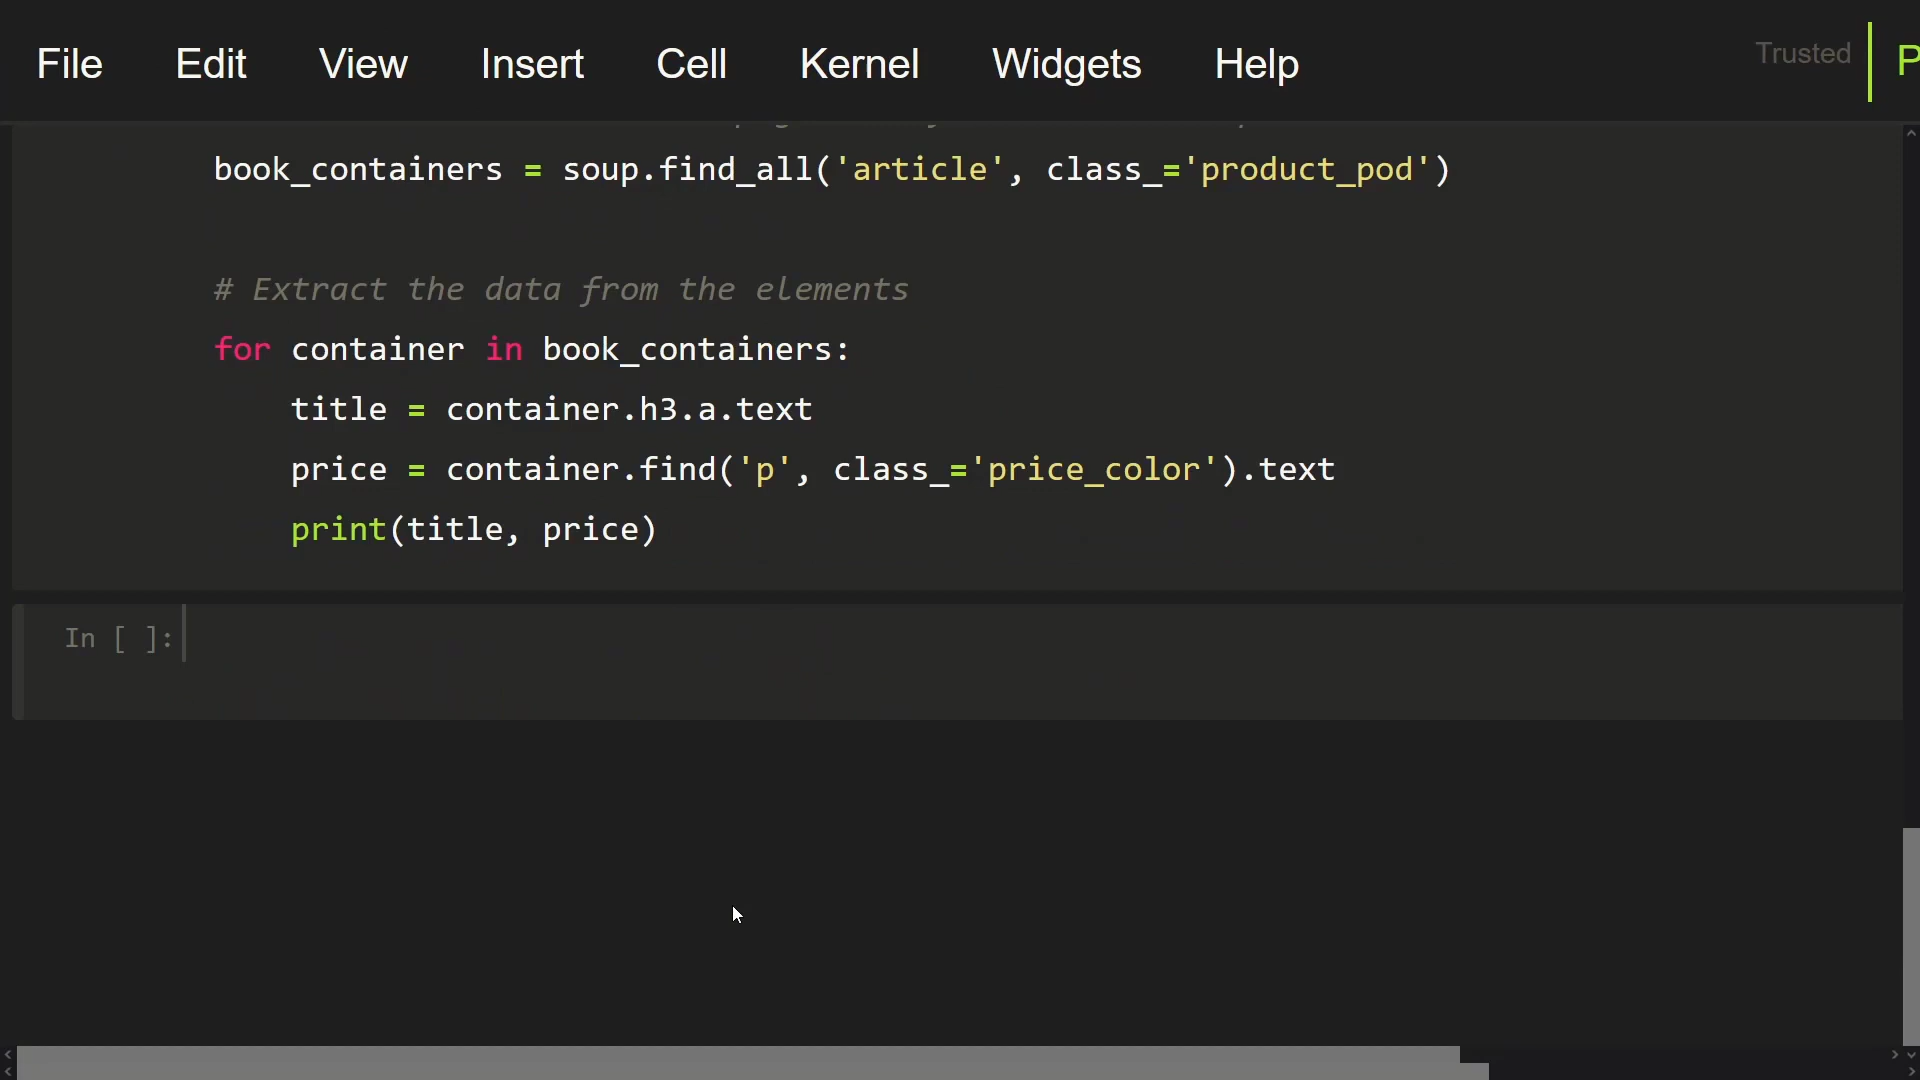 File Edit View Insert Cell Kernel Widgets Help Trusted P
book_containers = soup.find_all('article', class_='product_pod')
# Extract the data from the elements
for container in book_containers:
title = container.h3.a.text
price = container.find('p', class_='price_color').text
print(title, price)
In [ ]: